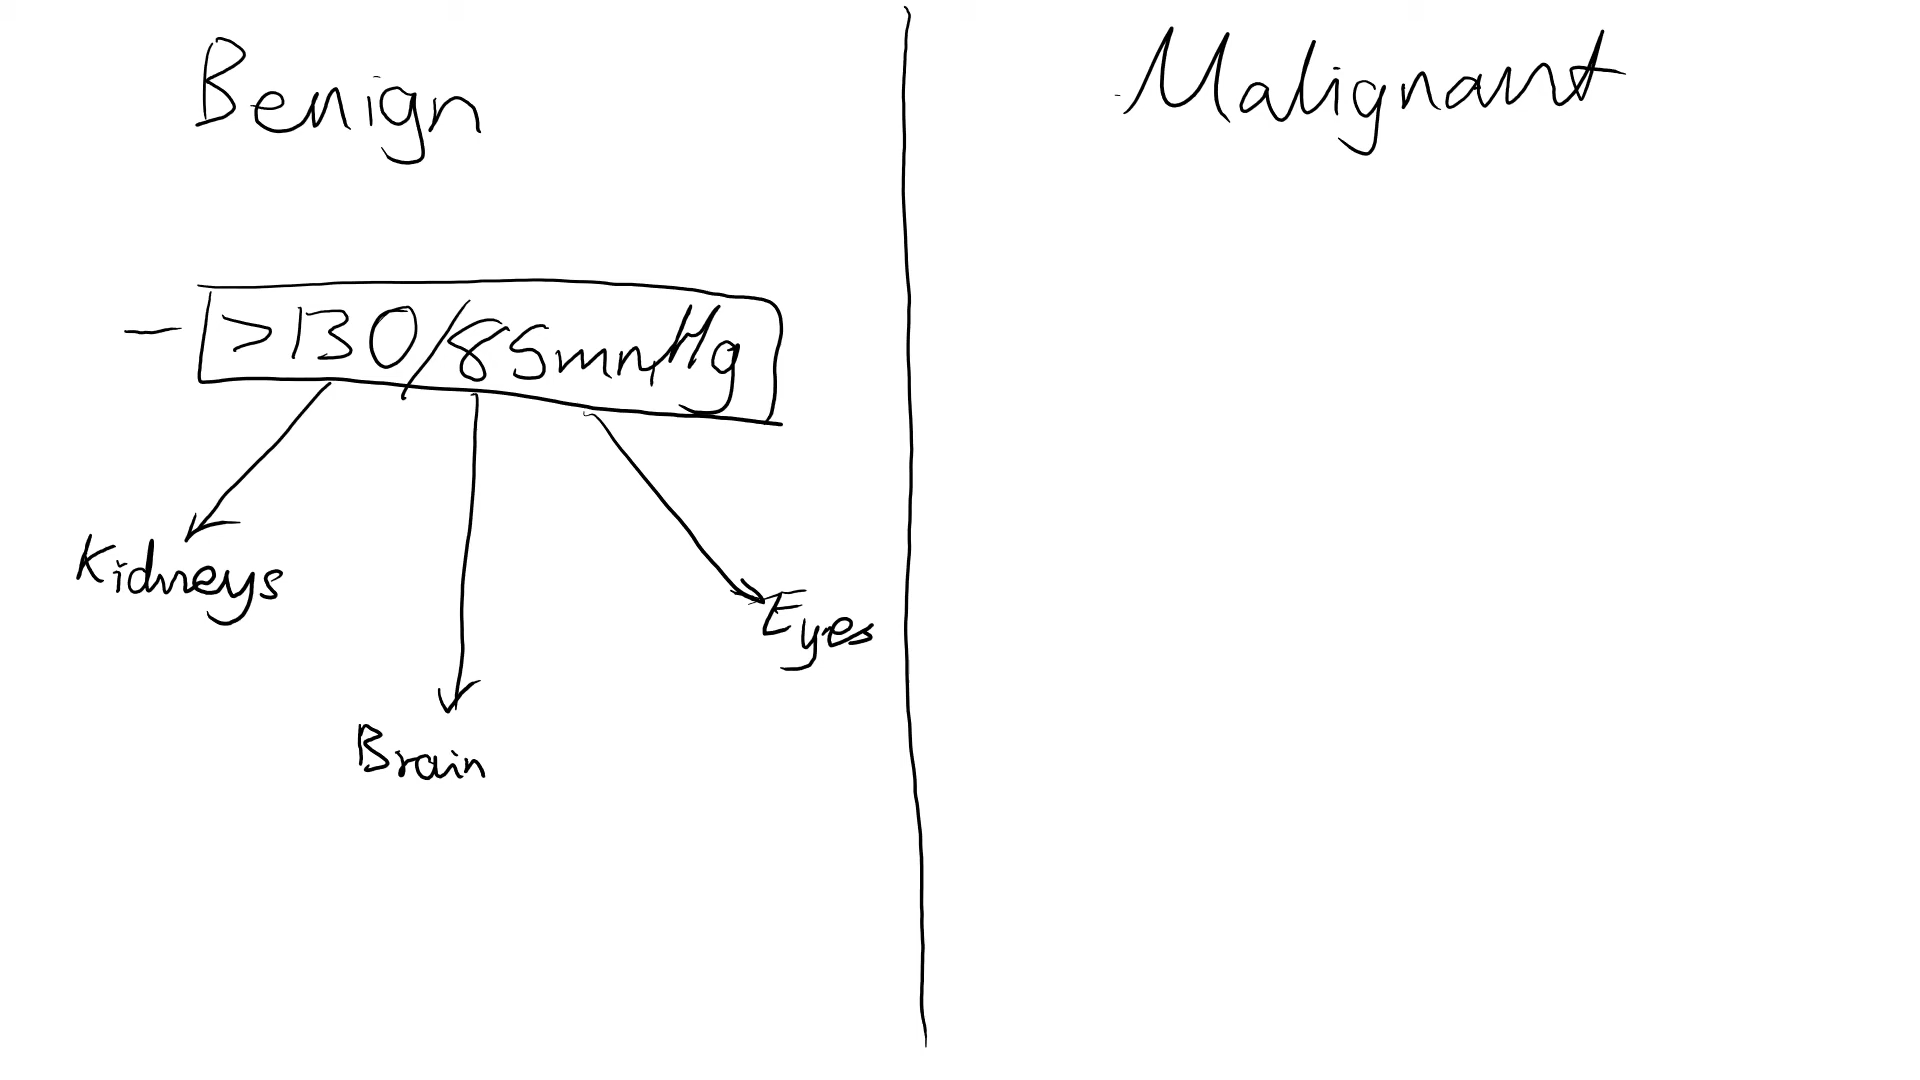 Benign
Malignant
- >130/85mmHg
Kidneys
Eyes
Brain